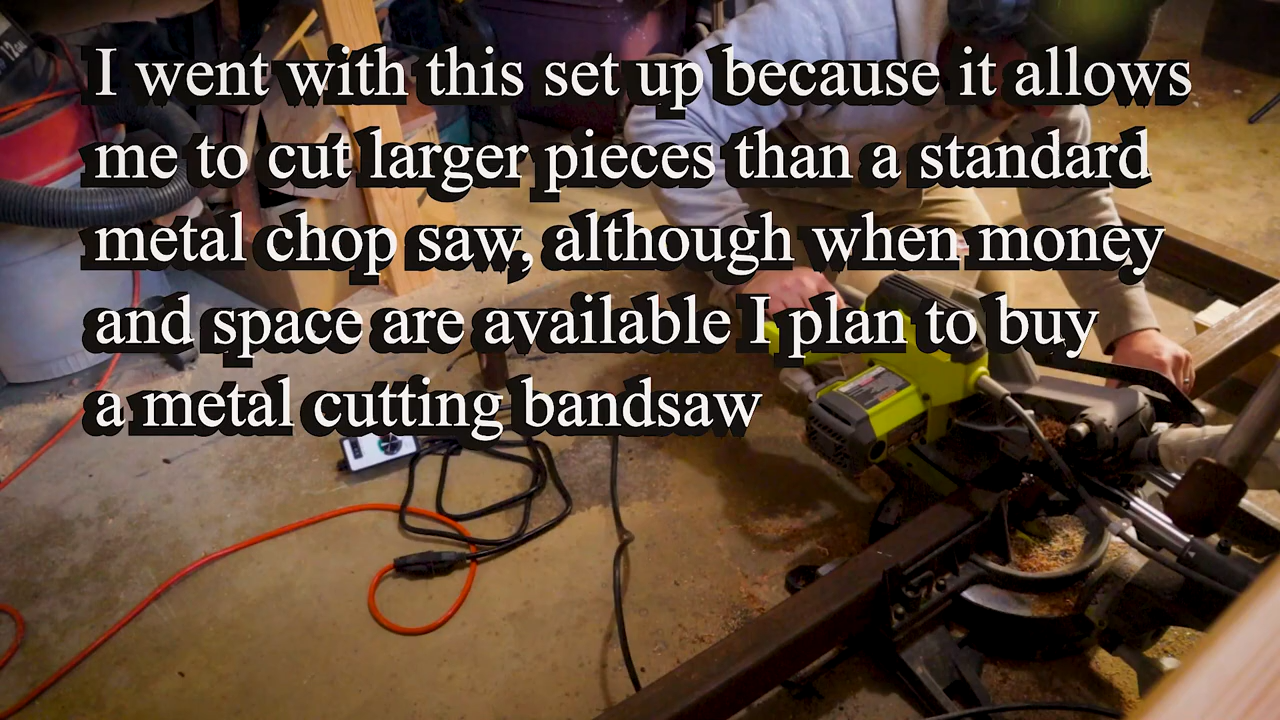 I went with this set up because it allows
me to cut larger pieces than a standard
metal chop saw, although when money
and space are available I plan to buy
a metal cutting bandsaw